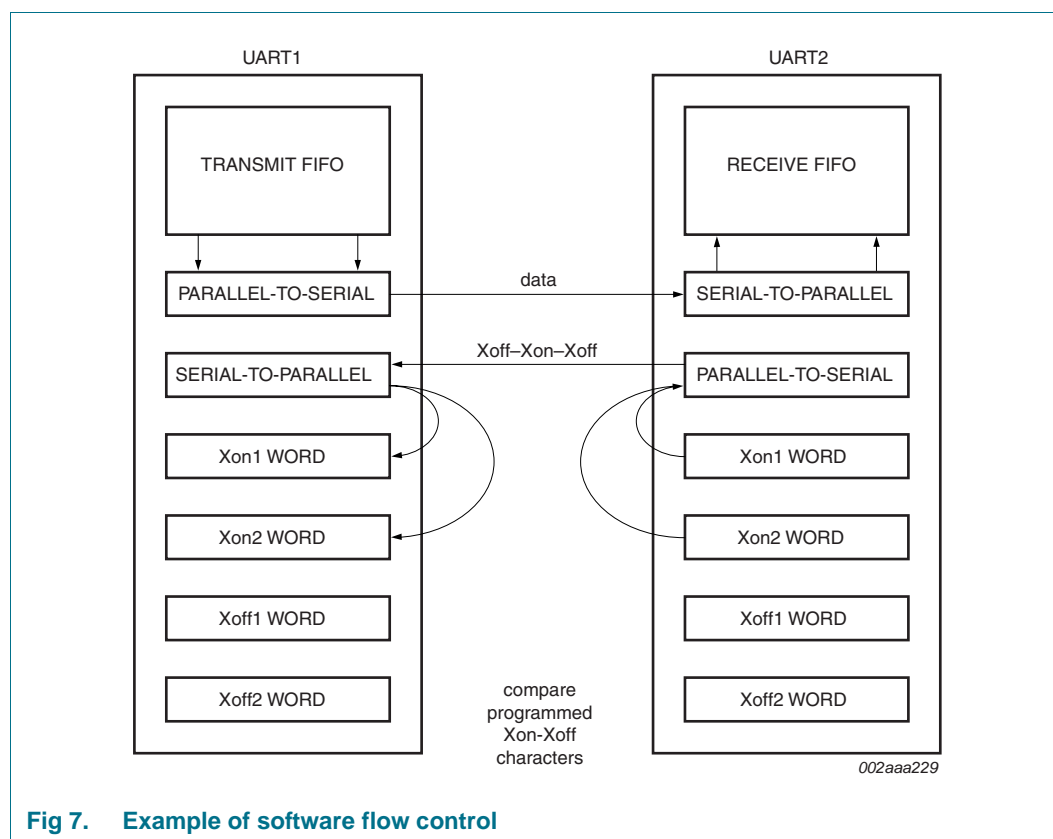 UART1
UART2
TRANSMIT FIFO
RECEIVE FIFO
PARALLEL-TO-SERIAL
data
SERIAL-TO-PARALLEL
Xoff–Xon–Xoff
SERIAL-TO-PARALLEL
PARALLEL-TO-SERIAL
Xon1 WORD
Xon1 WORD
Xon2 WORD
Xon2 WORD
Xoff1 WORD
Xoff1 WORD
Xoff2 WORD
Xoff2 WORD
compare
programmed
Xon-Xoff
characters
002aaa229
Fig 7. Example of software flow control